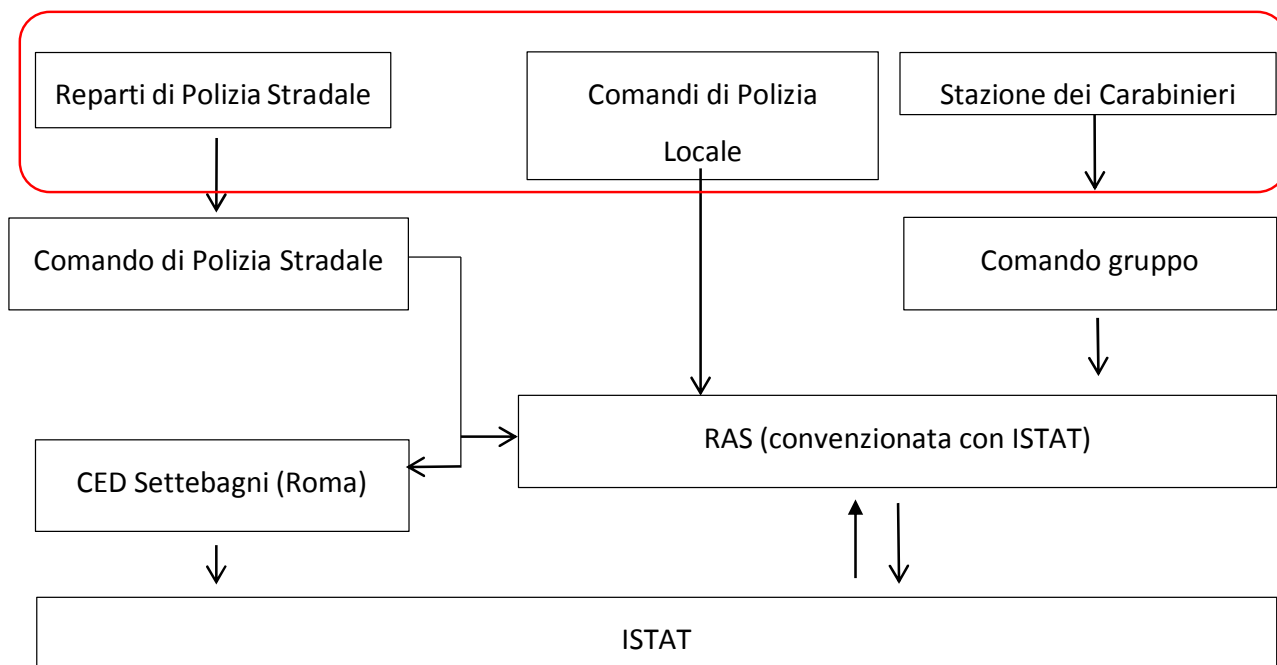 Reparti di Polizia Stradale
Comandi di Polizia
Locale
Stazione dei Carabinieri
Comando di Polizia Stradale
Comando gruppo
RAS (convenzionata con ISTAT)
CED Settebagni (Roma)
ISTAT